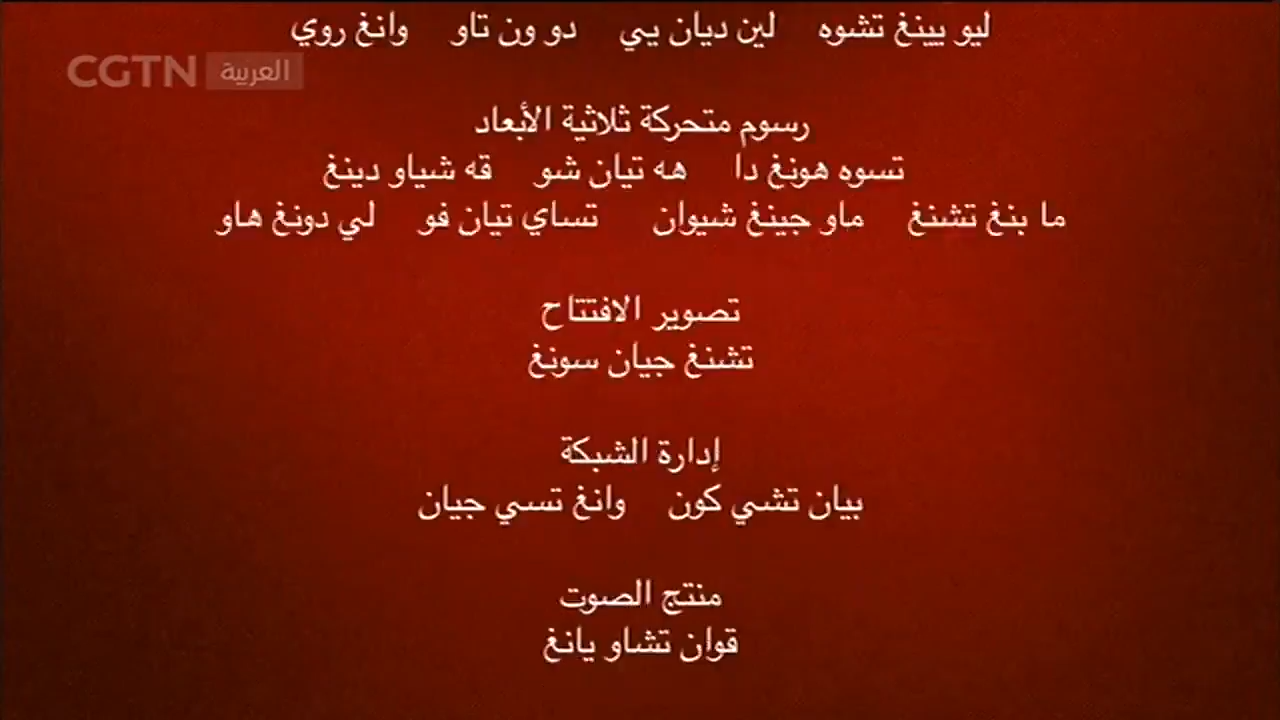 ليو يينغ تشوه    لين ديان يي    دو ون تاو    وانغ روي
CGTN العربية
رسوم متحركة ثلاثية الأبعاد
تسوه هونغ دا    هه تيان شو    قه شياو دينغ
ما بنغ تشنغ    ماو جينغ شيوان    تساي تيان فو    لي دونغ هاو
تصوير الافتتاح
تشنغ جيان سونغ
إدارة الشبكة
بيان تشي كون    وانغ تسي جيان
منتج الصوت
قوان تشاو يانغ